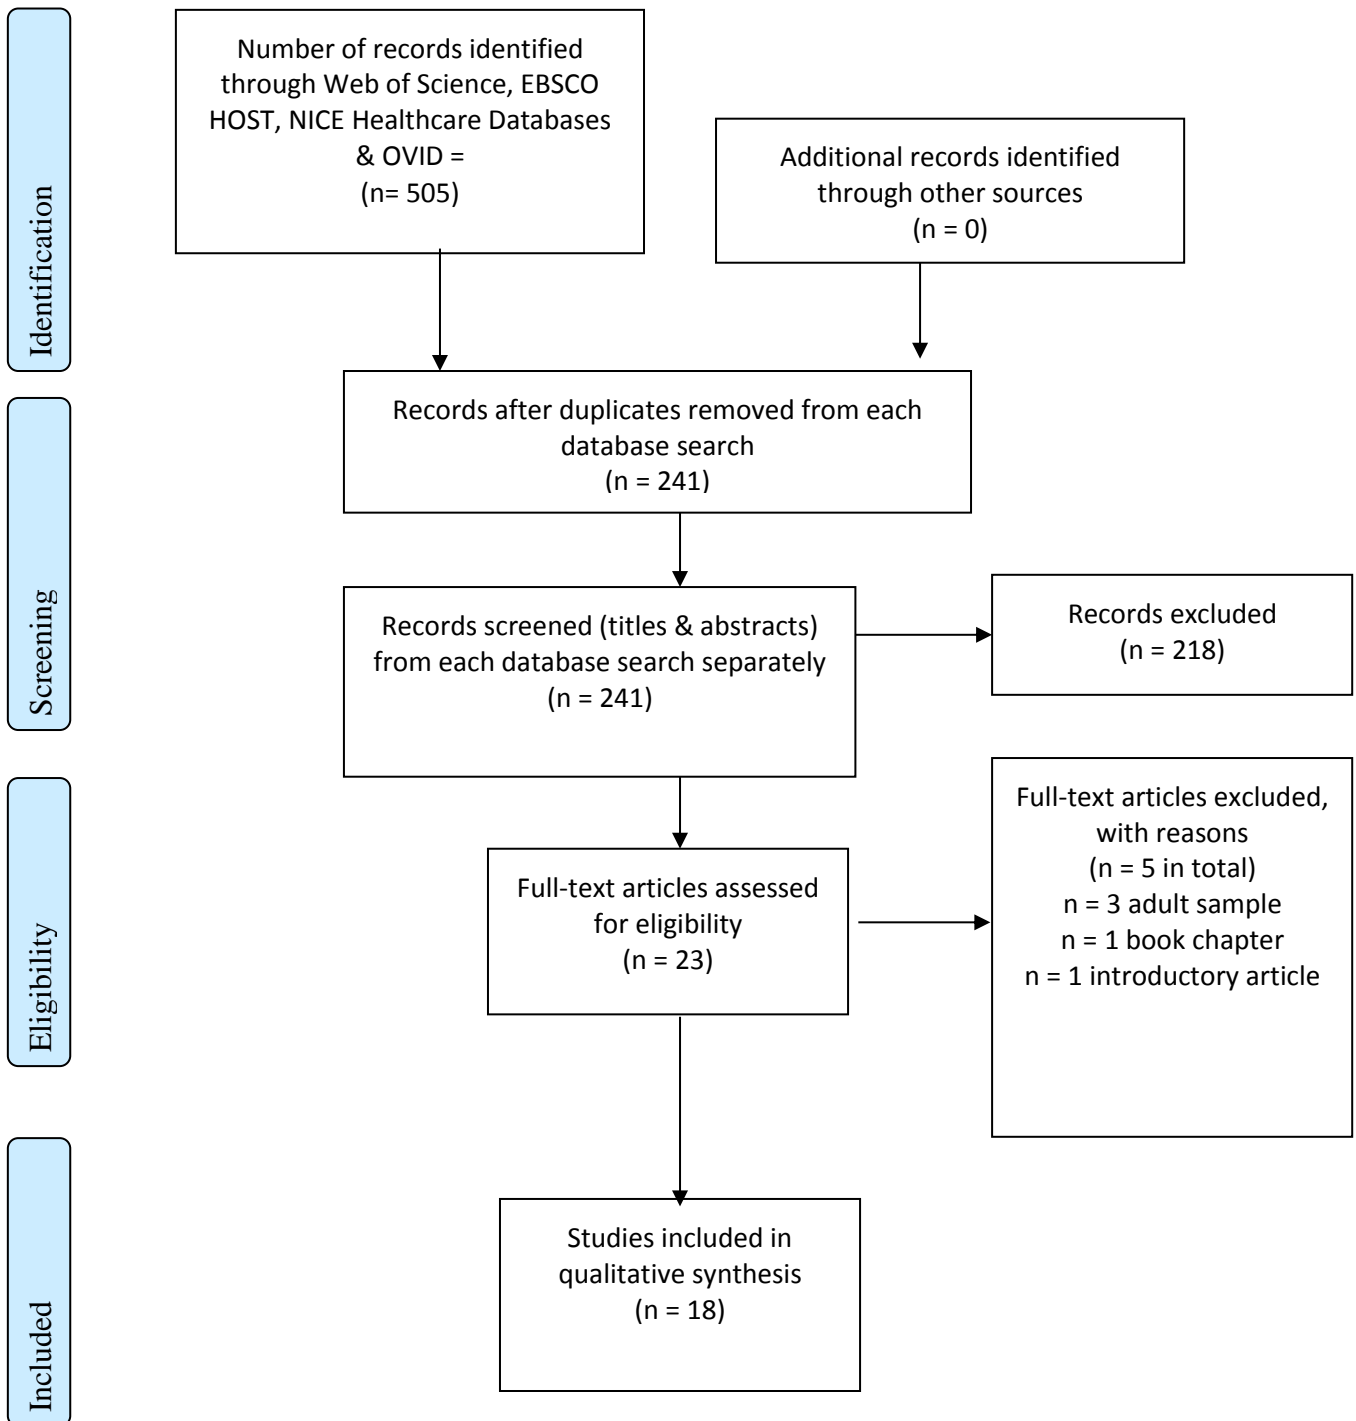 Identification
Number of records identified
through Web of Science, EBSCO
HOST, NICE Healthcare Databases
& OVID =
(n= 505)
Additional records identified
through other sources
(n = 0)
Screening
Records after duplicates removed from each
database search
(n = 241)
Records screened (titles & abstracts)
from each database search separately
(n = 241)
Records excluded
(n = 218)
Eligibility
Full-text articles assessed
for eligibility
(n = 23)
Full-text articles excluded,
with reasons
(n = 5 in total)
n = 3 adult sample
n = 1 book chapter
n = 1 introductory article
Included
Studies included in
qualitative synthesis
(n = 18)